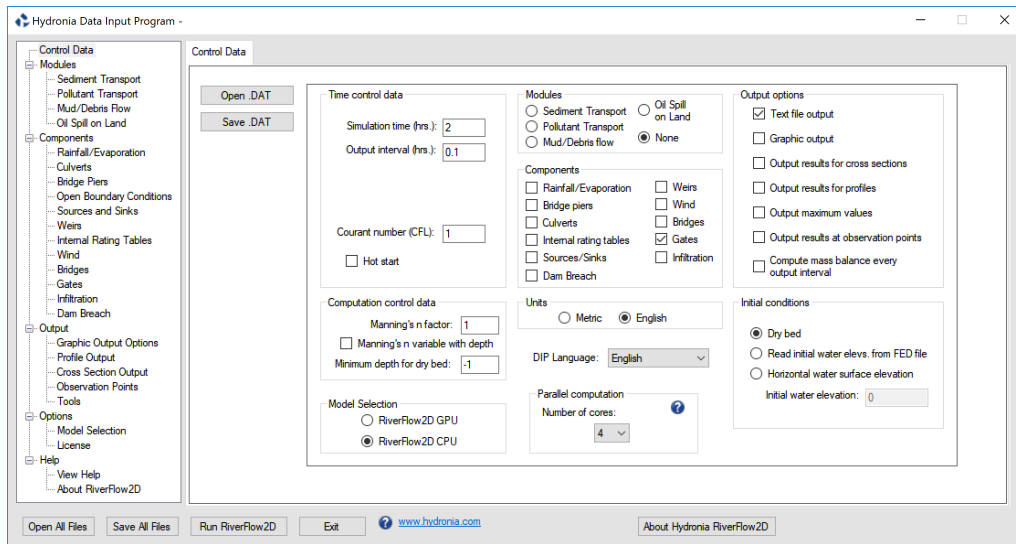 Hydronia Data Input Program -
Control Data
Modules
Sediment Transport
Pollutant Transport
Mud/Debris Flow
Oil Spill on Land
Components
Rainfall/Evaporation
Culverts
Bridge Piers
Open Boundary Conditions
Sources and Sinks
Weirs
Internal Rating Tables
Wind
Bridges
Gates
Infiltration
Dam Breach
Output
Graphic Output Options
Profile Output
Cross Section Output
Observation Points
Tools
Options
Model Selection
License
Help
View Help
About RiverFlow2D
Control Data
Open .DAT
Save .DAT
Time control data
Simulation time (hrs.): 2
Output interval (hrs.): 0.1
Courant number (CFL): 1
Hot start
Computation control data
Manning's n factor: 1
Manning's n variable with depth
Minimum depth for dry bed: -1
Model Selection
RiverFlow2D GPU
RiverFlow2D CPU
Modules
Sediment Transport
Pollutant Transport
Mud/Debris flow
Oil Spill
on Land
None
Components
Rainfall/Evaporation
Bridge piers
Culverts
Internal rating tables
Sources/Sinks
Dam Breach
Weirs
Wind
Bridges
Gates
Infiltration
Units
Metric English
DIP Language: English
Parallel computation
Number of cores:
4
Output options
Text file output
Graphic output
Output results for cross sections
Output results for profiles
Output maximum values
Output results at observation points
Compute mass balance every
output interval
Initial conditions
Dry bed
Read initial water elevs. from FED file
Horizontal water surface elevation
Initial water elevation: 0
Open All Files Save All Files Run RiverFlow2D Exit www.hydronia.com About Hydronia RiverFlow2D